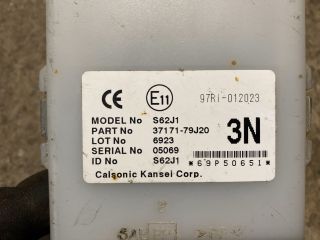 CE E11 97RI-012023
MODEL No S62J1
PART No 37171-79J20 3N
LOT No 6923
SERIAL No 05069
ID No S62J1 *69P50651*
Calsonic Kansei Corp.